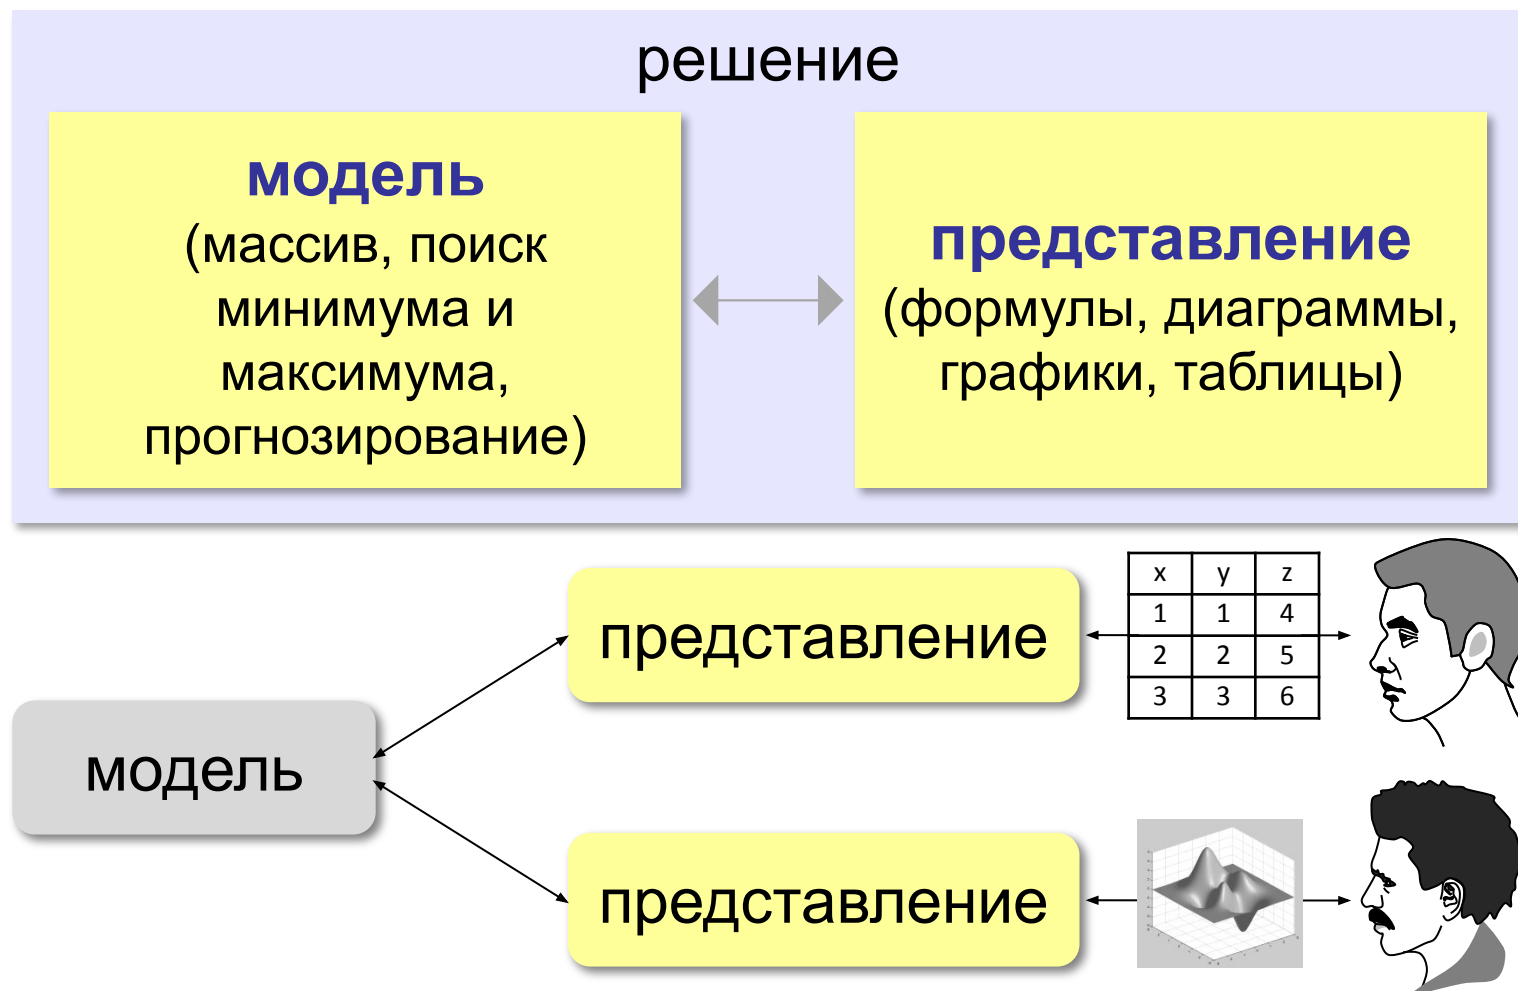 решение
модель
(массив, поиск
минимума и
максимума,
прогнозирование)
представление
(формулы, диаграммы,
графики, таблицы)
модель
представление
x y z
1 1 4
2 2 5
3 3 6
представление